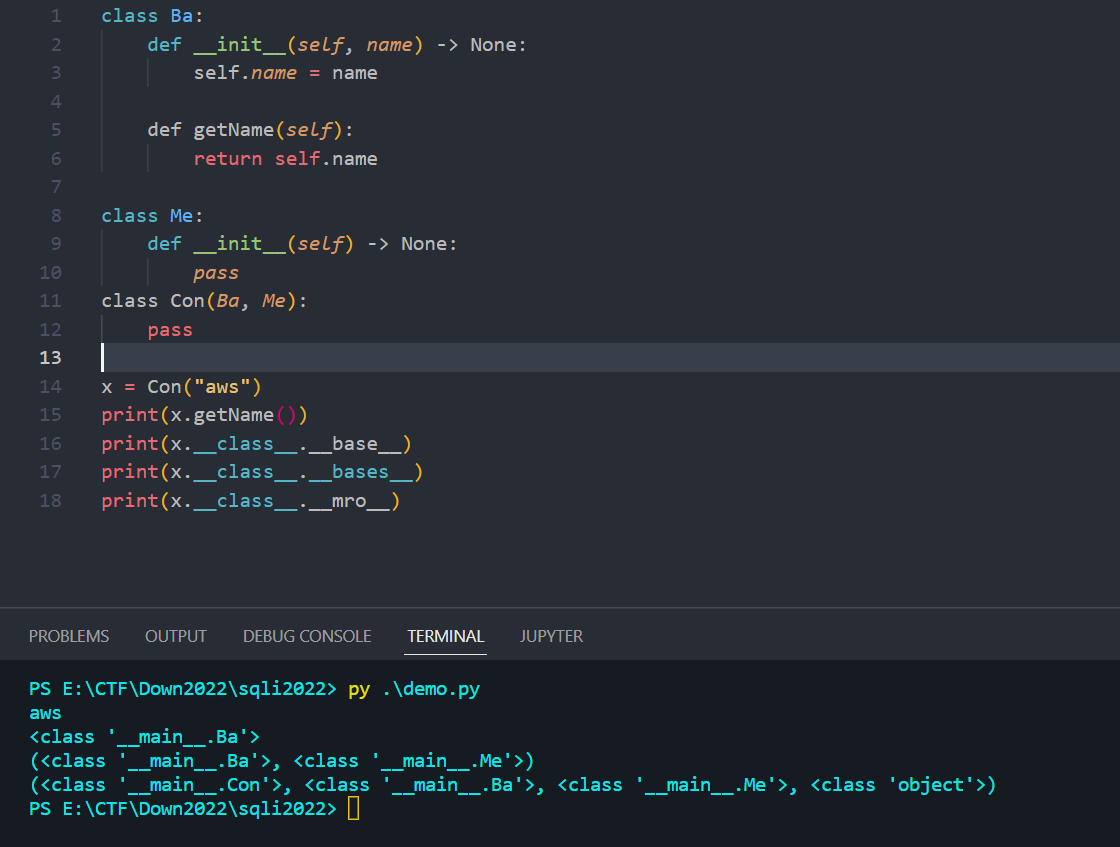 1 class Ba:
2     def __init__(self, name) -> None:
3         self.name = name
4
5     def getName(self):
6         return self.name
7
8 class Me:
9     def __init__(self) -> None:
10         pass
11 class Con(Ba, Me):
12     pass
13
14 x = Con("aws")
15 print(x.getName())
16 print(x.__class__.__base__)
17 print(x.__class__.__bases__)
18 print(x.__class__.__mro__)
PROBLEMS OUTPUT DEBUG CONSOLE TERMINAL JUPYTER
PS E:\CTF\Down2022\sqli2022> py .\demo.py
aws
<class '__main__.Ba'>
(<class '__main__.Ba'>, <class '__main__.Me'>)
(<class '__main__.Con'>, <class '__main__.Ba'>, <class '__main__.Me'>, <class 'object'>)
PS E:\CTF\Down2022\sqli2022>